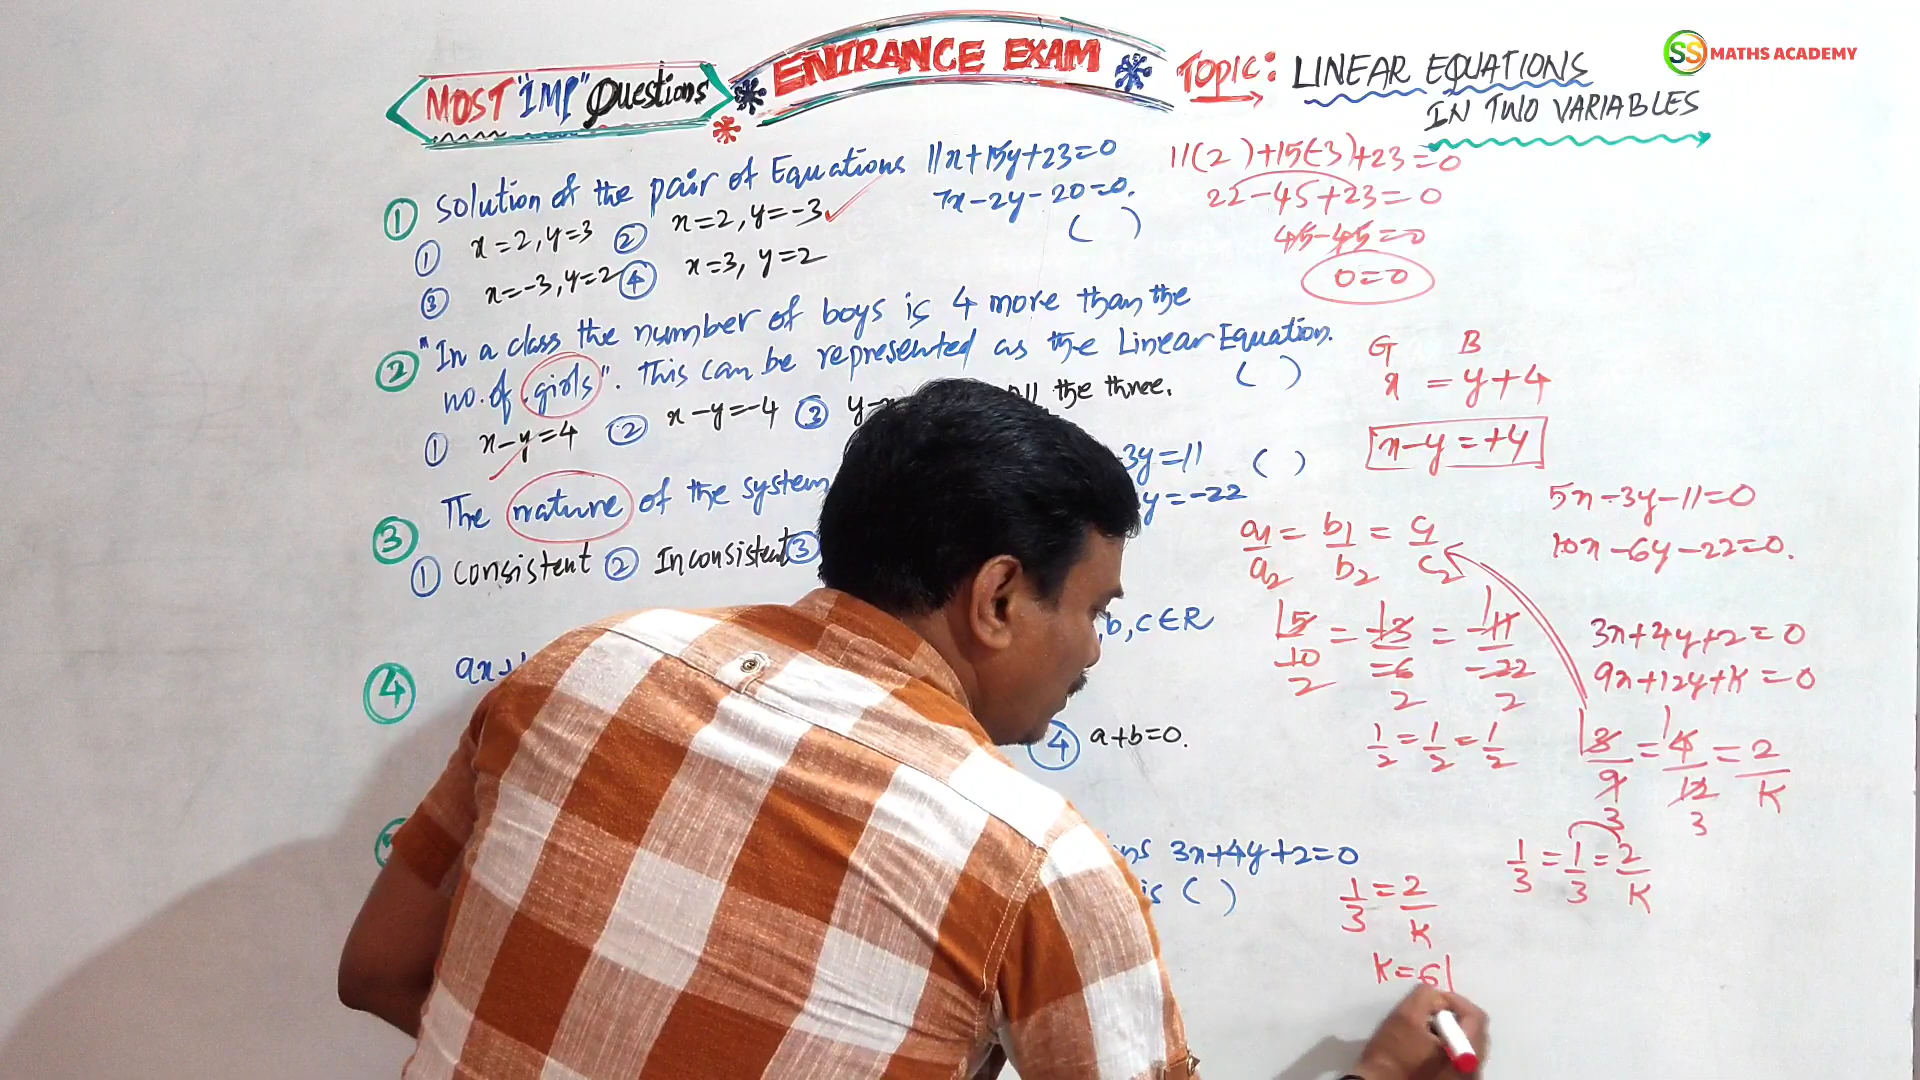 MOST "IMP" Questions
ENTRANCE EXAM
Topic: LINEAR EQUATIONS
IN TWO VARIABLES
SS MATHS ACADEMY
① Solution of the pair of Equations 11x+15y+23=0
7x-2y-20=0. ( )
① x=2, y=3 ② x=2, y=-3 ✓
③ x=-3, y=2 ④ x=3, y=2
11(2)+15(-3)+23=0
22-45+23=0
45-45=0
0=0
② "In a class the number of boys is 4 more than the
no. of girls". This can be represented as the Linear Equation. ( )
① x-y=4 ② x-y=-4 ③ the three.
G B
x = y+4
x-y=+4
③ The nature of the system 3y=11 ( )
y=-22
① Consistent ② Inconsistent ③
5x-3y-11=0
10x-6y-22=0.
a1/a2 = b1/b2 = c1/c2
5/10 = -3/-6 = -11/-22
1/2 = 1/2 = 1/2
④ b, c ∈ R
④ a+b=0.
3x+4y+2=0
is ( )
3x+4y+2=0
9x+12y+K=0
3/9 = 4/12 = 2/K
1/3 = 1/3 = 2/K
1/3 = 2/K
K=6